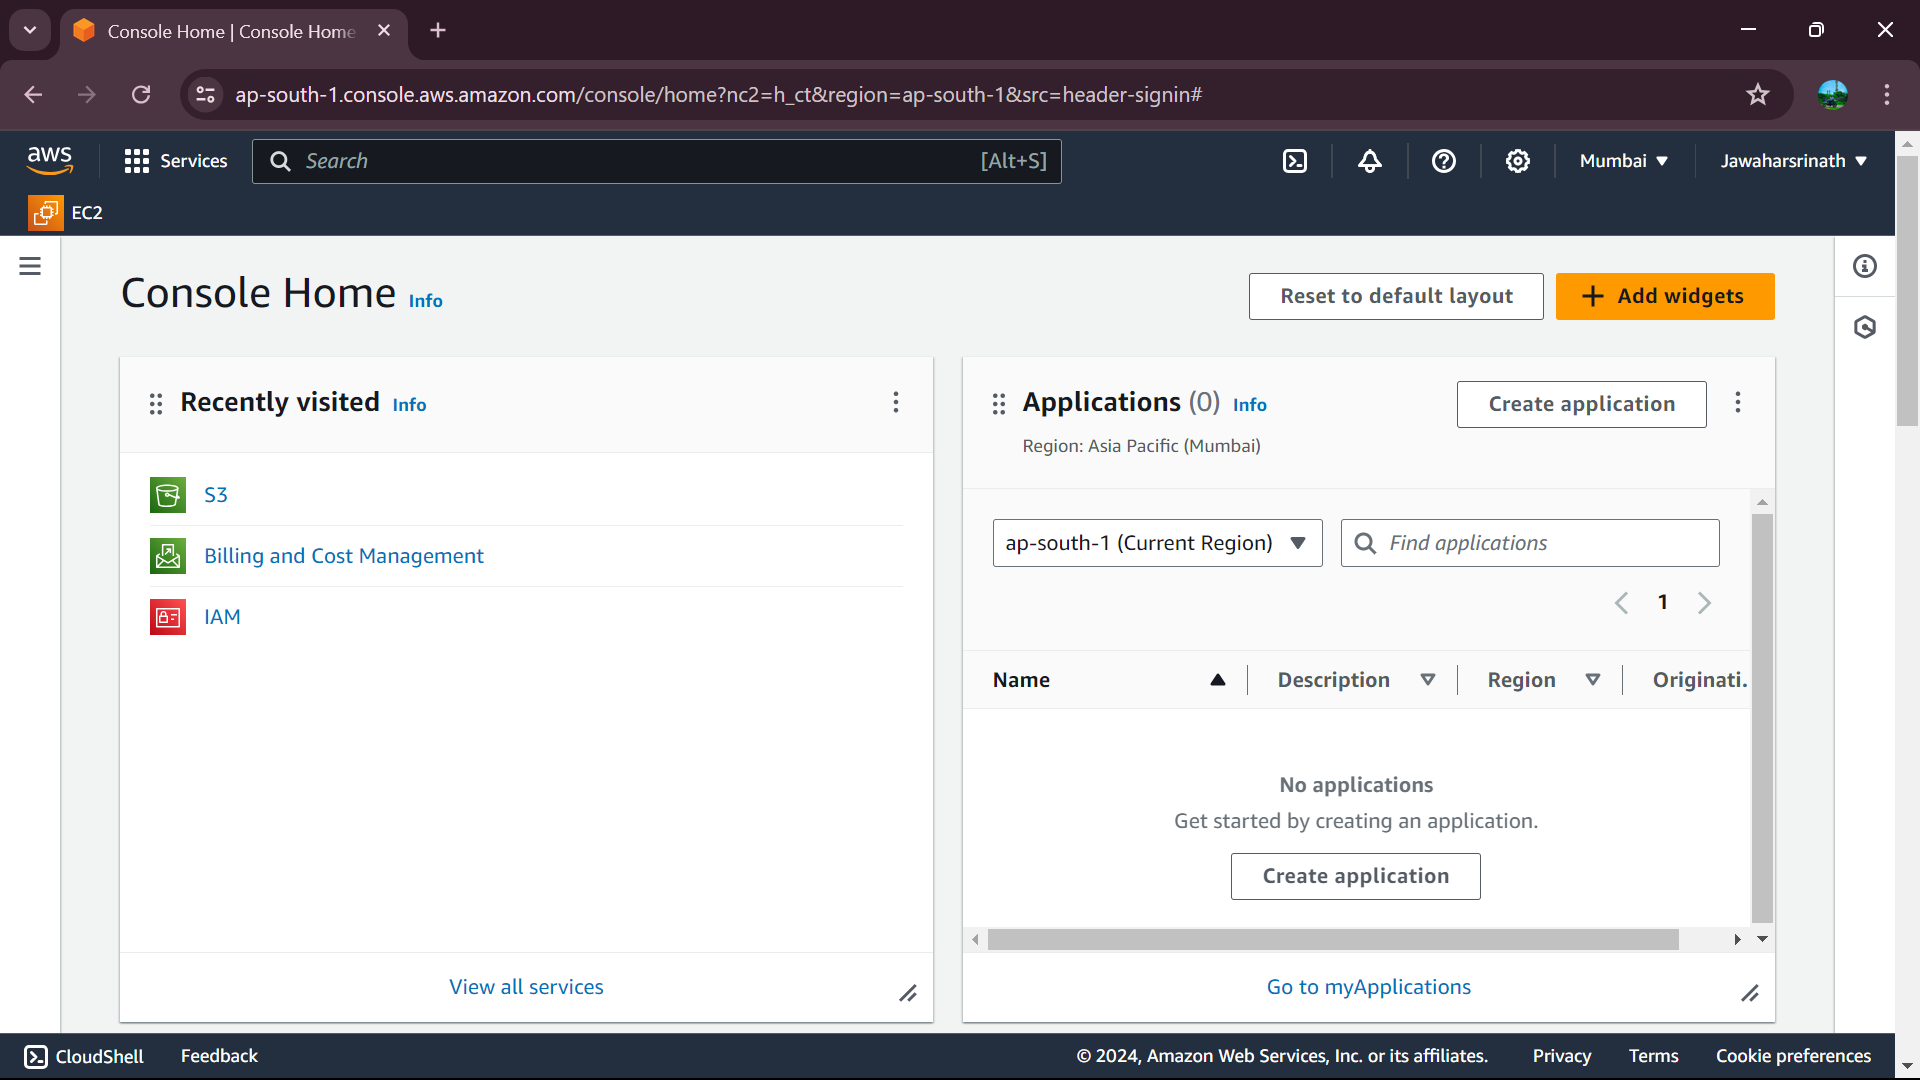 Console Home | Console Home
ap-south-1.console.aws.amazon.com/console/home?nc2=h_ct&region=ap-south-1&src=header-signin#
aws
Services
Search
[Alt+S]
Mumbai
Jawaharsrinath
EC2
Console Home Info
Reset to default layout
Add widgets
Recently visited Info
S3
Billing and Cost Management
IAM
View all services
Applications (0) Info
Create application
Region: Asia Pacific (Mumbai)
ap-south-1 (Current Region)
Find applications
1
Name
Description
Region
Originati.
No applications
Get started by creating an application.
Create application
Go to myApplications
CloudShell
Feedback
© 2024, Amazon Web Services, Inc. or its affiliates.
Privacy
Terms
Cookie preferences